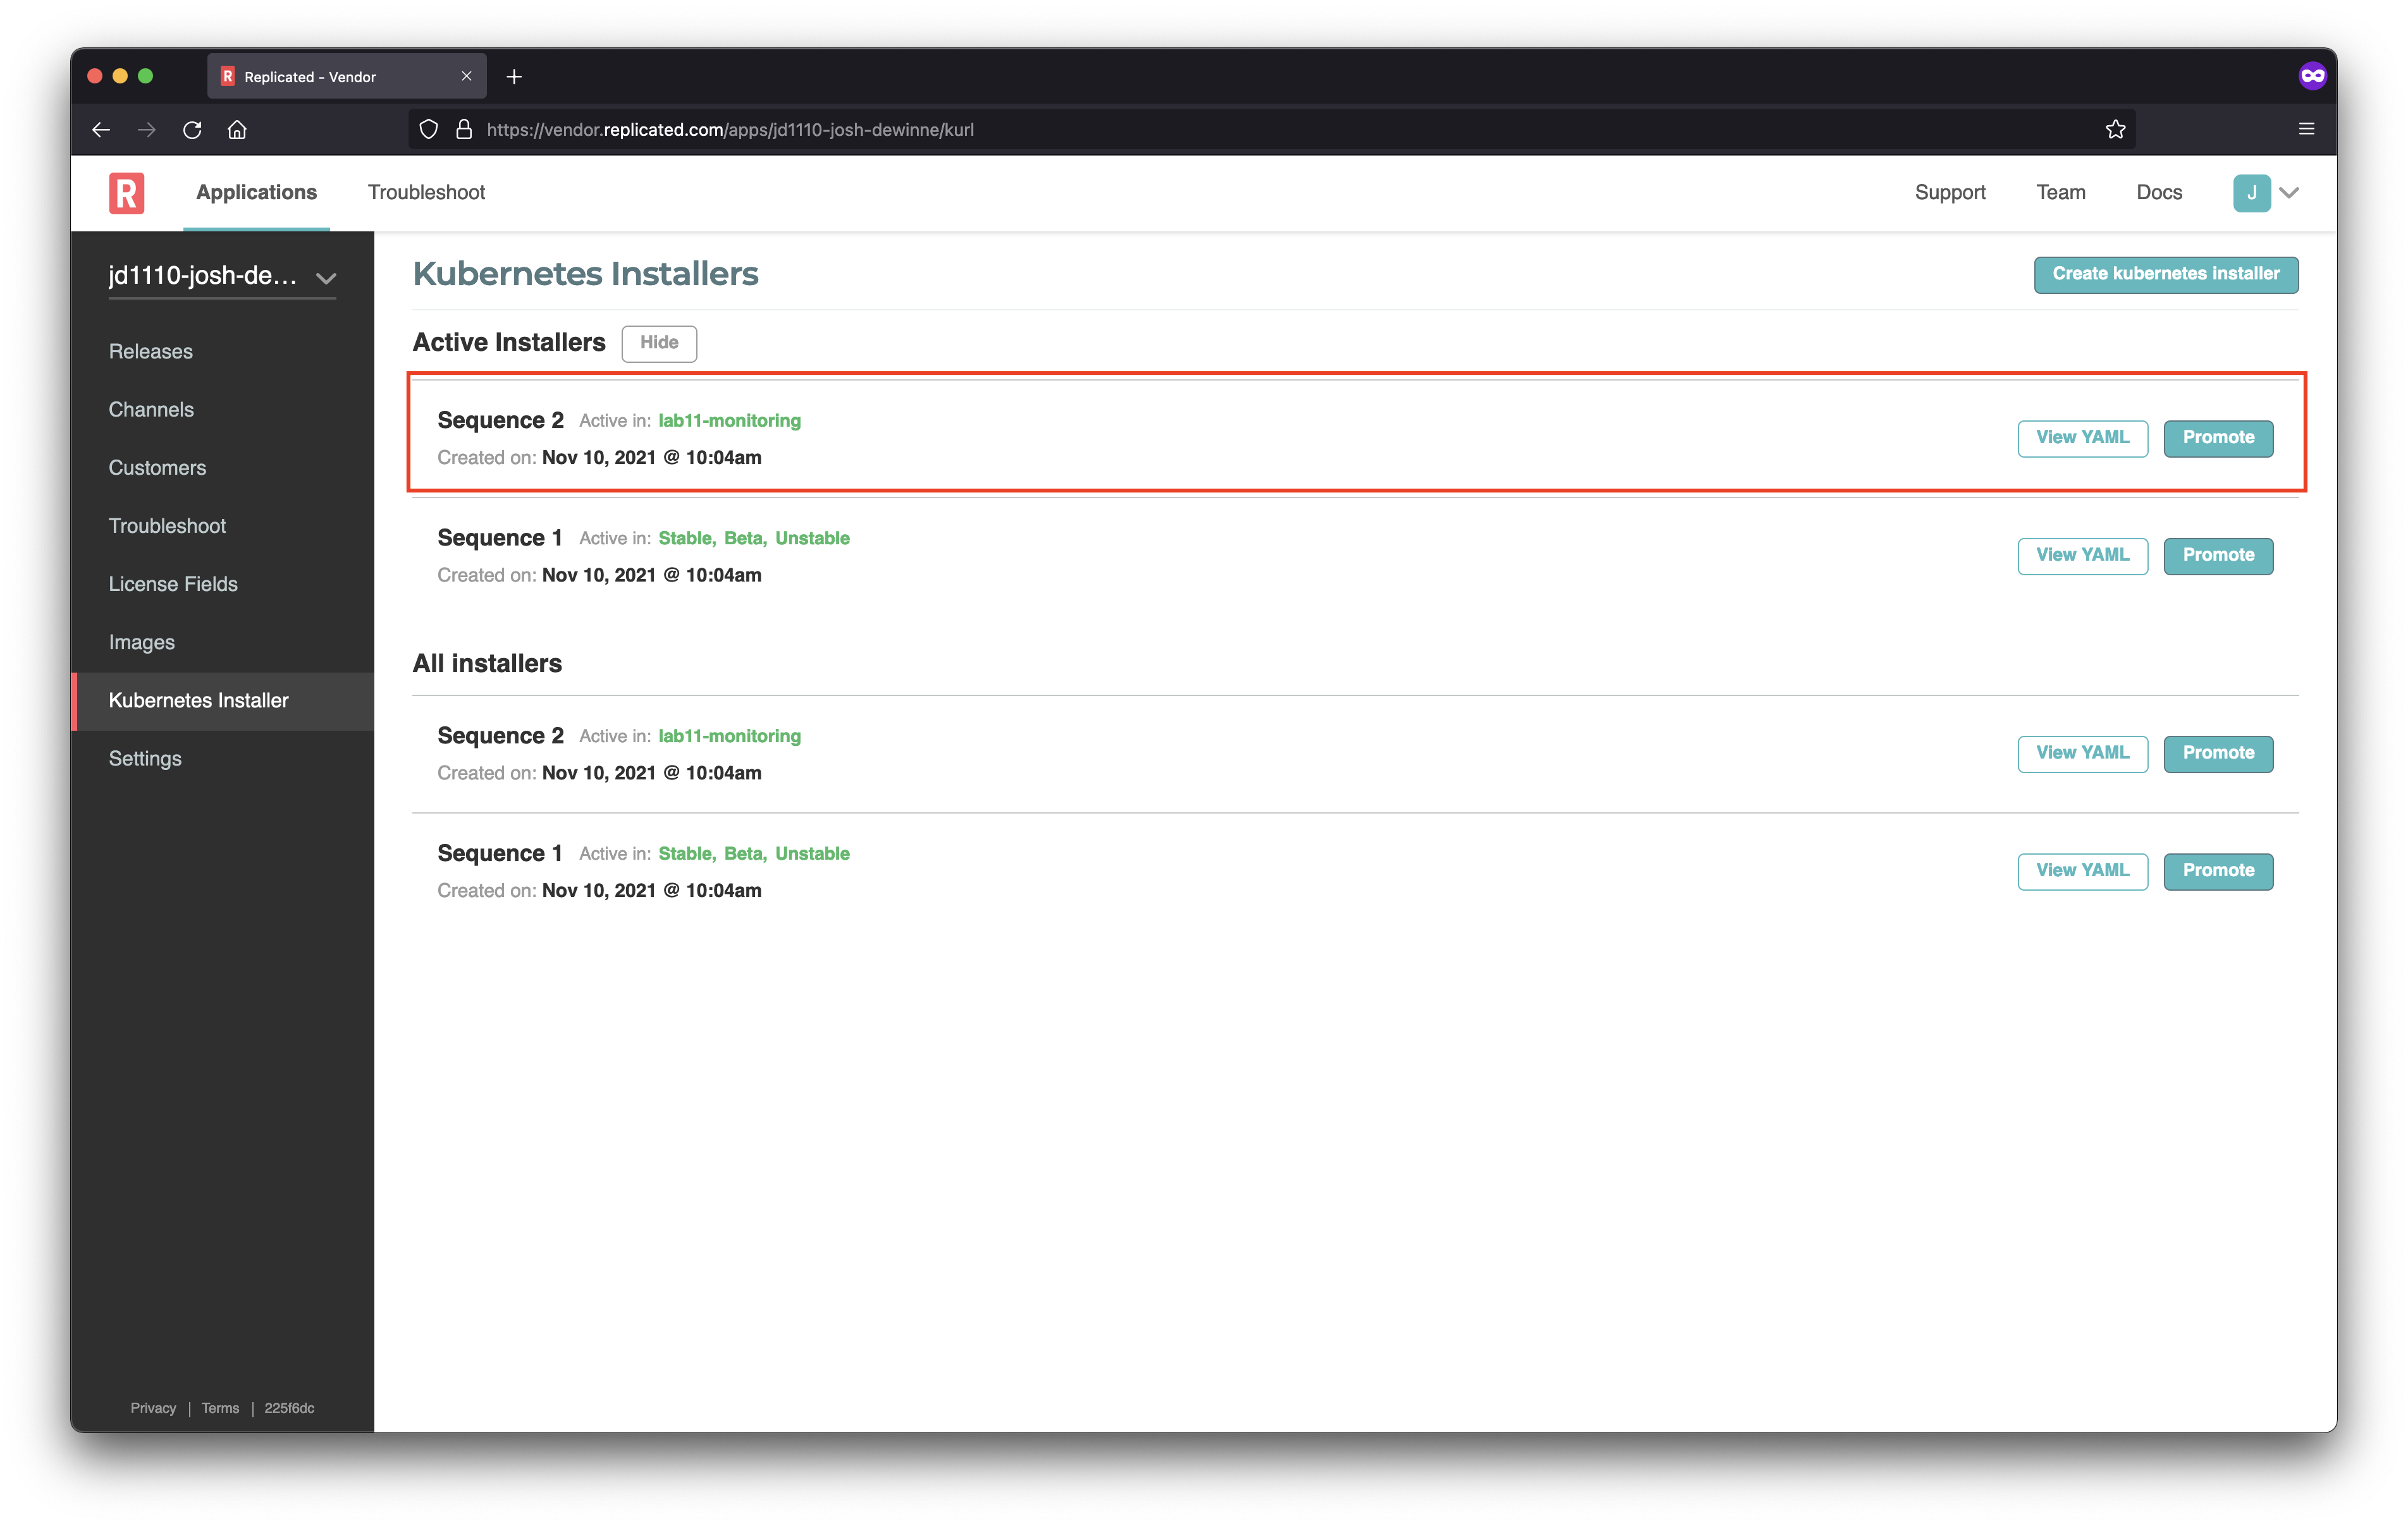 R Replicated - Vendor
https://vendor.replicated.com/apps/jd1110-josh-dewinne/kurl
R Applications Troubleshoot Support Team Docs J
jd1110-josh-de...
Releases
Channels
Customers
Troubleshoot
License Fields
Images
Kubernetes Installer
Settings
Privacy | Terms | 225f6dc
Kubernetes Installers Create kubernetes installer
Active Installers Hide
Sequence 2 Active in: lab11-monitoring
Created on: Nov 10, 2021 @ 10:04am
View YAML Promote
Sequence 1 Active in: Stable, Beta, Unstable
Created on: Nov 10, 2021 @ 10:04am
View YAML Promote
All installers
Sequence 2 Active in: lab11-monitoring
Created on: Nov 10, 2021 @ 10:04am
View YAML Promote
Sequence 1 Active in: Stable, Beta, Unstable
Created on: Nov 10, 2021 @ 10:04am
View YAML Promote